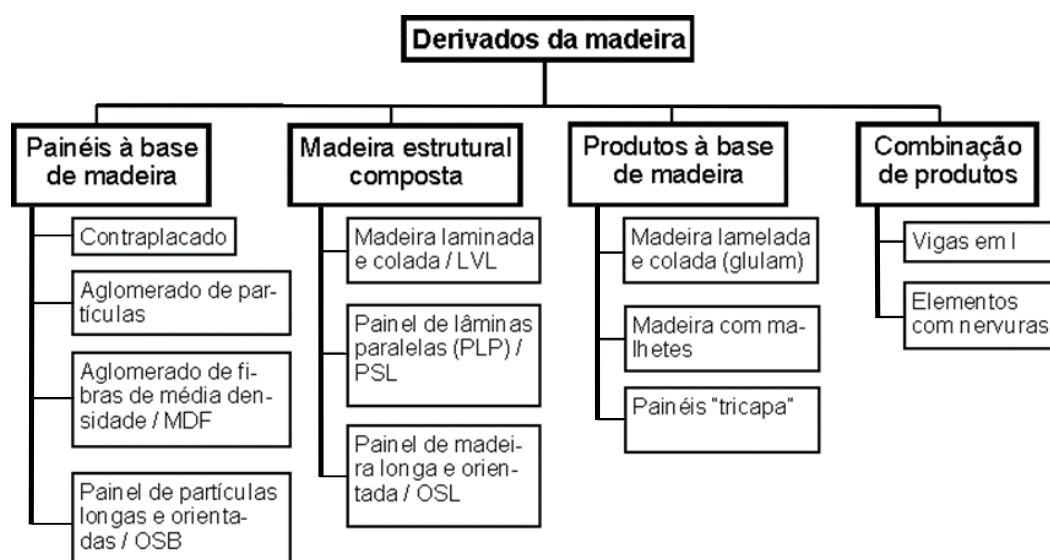 Derivados da madeira
Painéis à base
de madeira
Contraplacado
Aglomerado de par-
tículas
Aglomerado de fi-
bras de média den-
sidade / MDF
Painel de partículas
longas e orienta-
das / OSB
Madeira estrutural
composta
Madeira laminada
e colada / LVL
Painel de lâminas
paralelas (PLP) /
PSL
Painel de madei-
ra longa e orien-
tada / OSL
Produtos à base
de madeira
Madeira lamelada
e colada (glulam)
Madeira com ma-
lhetes
Painéis "tricapa"
Combinação
de produtos
Vigas em I
Elementos
com nervuras